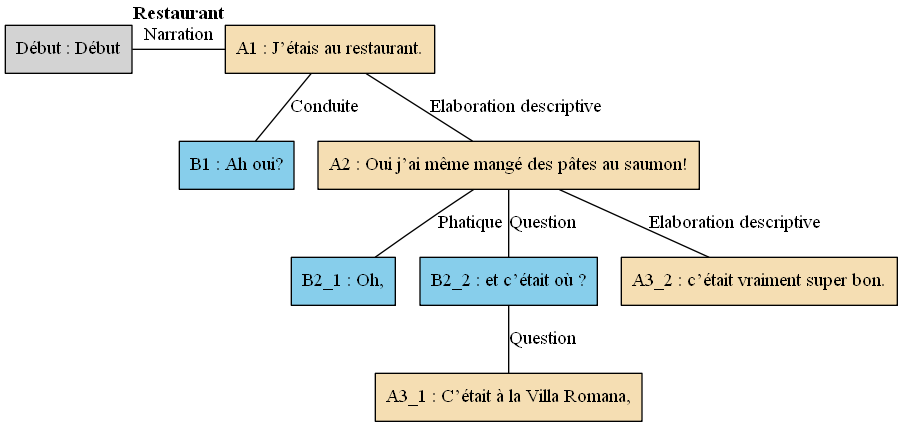 Restaurant
Narration
Début : Début
A1 : J'étais au restaurant.
Conduite
Elaboration descriptive
B1 : Ah oui?
A2 : Oui j'ai même mangé des pâtes au saumon!
Phatique
Question
Elaboration descriptive
B2_1 : Oh,
B2_2 : et c'était où ?
A3_2 : c'était vraiment super bon.
Question
A3_1 : C'était à la Villa Romana,